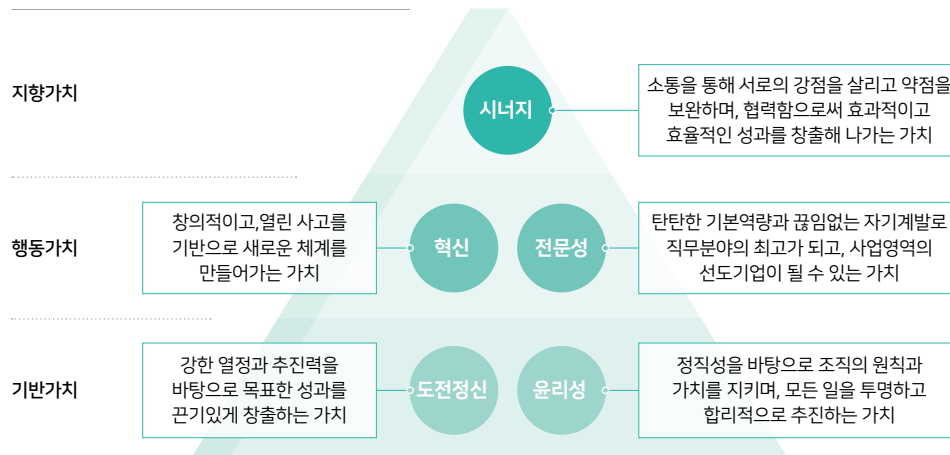 지향가치
시너지
소통을 통해 서로의 강점을 살리고 약점을
보완하며, 협력함으로써 효과적이고
효율적인 성과를 창출해 나가는 가치
행동가치
창의적이고,열린 사고를
기반으로 새로운 체계를
만들어가는 가치
혁신
전문성
탄탄한 기본역량과 끊임없는 자기계발로
직무분야의 최고가 되고, 사업영역의
선도기업이 될 수 있는 가치
기반가치
강한 열정과 추진력을
바탕으로 목표한 성과를
끈기있게 창출하는 가치
도전정신
윤리성
정직성을 바탕으로 조직의 원칙과
가치를 지키며, 모든 일을 투명하고
합리적으로 추진하는 가치